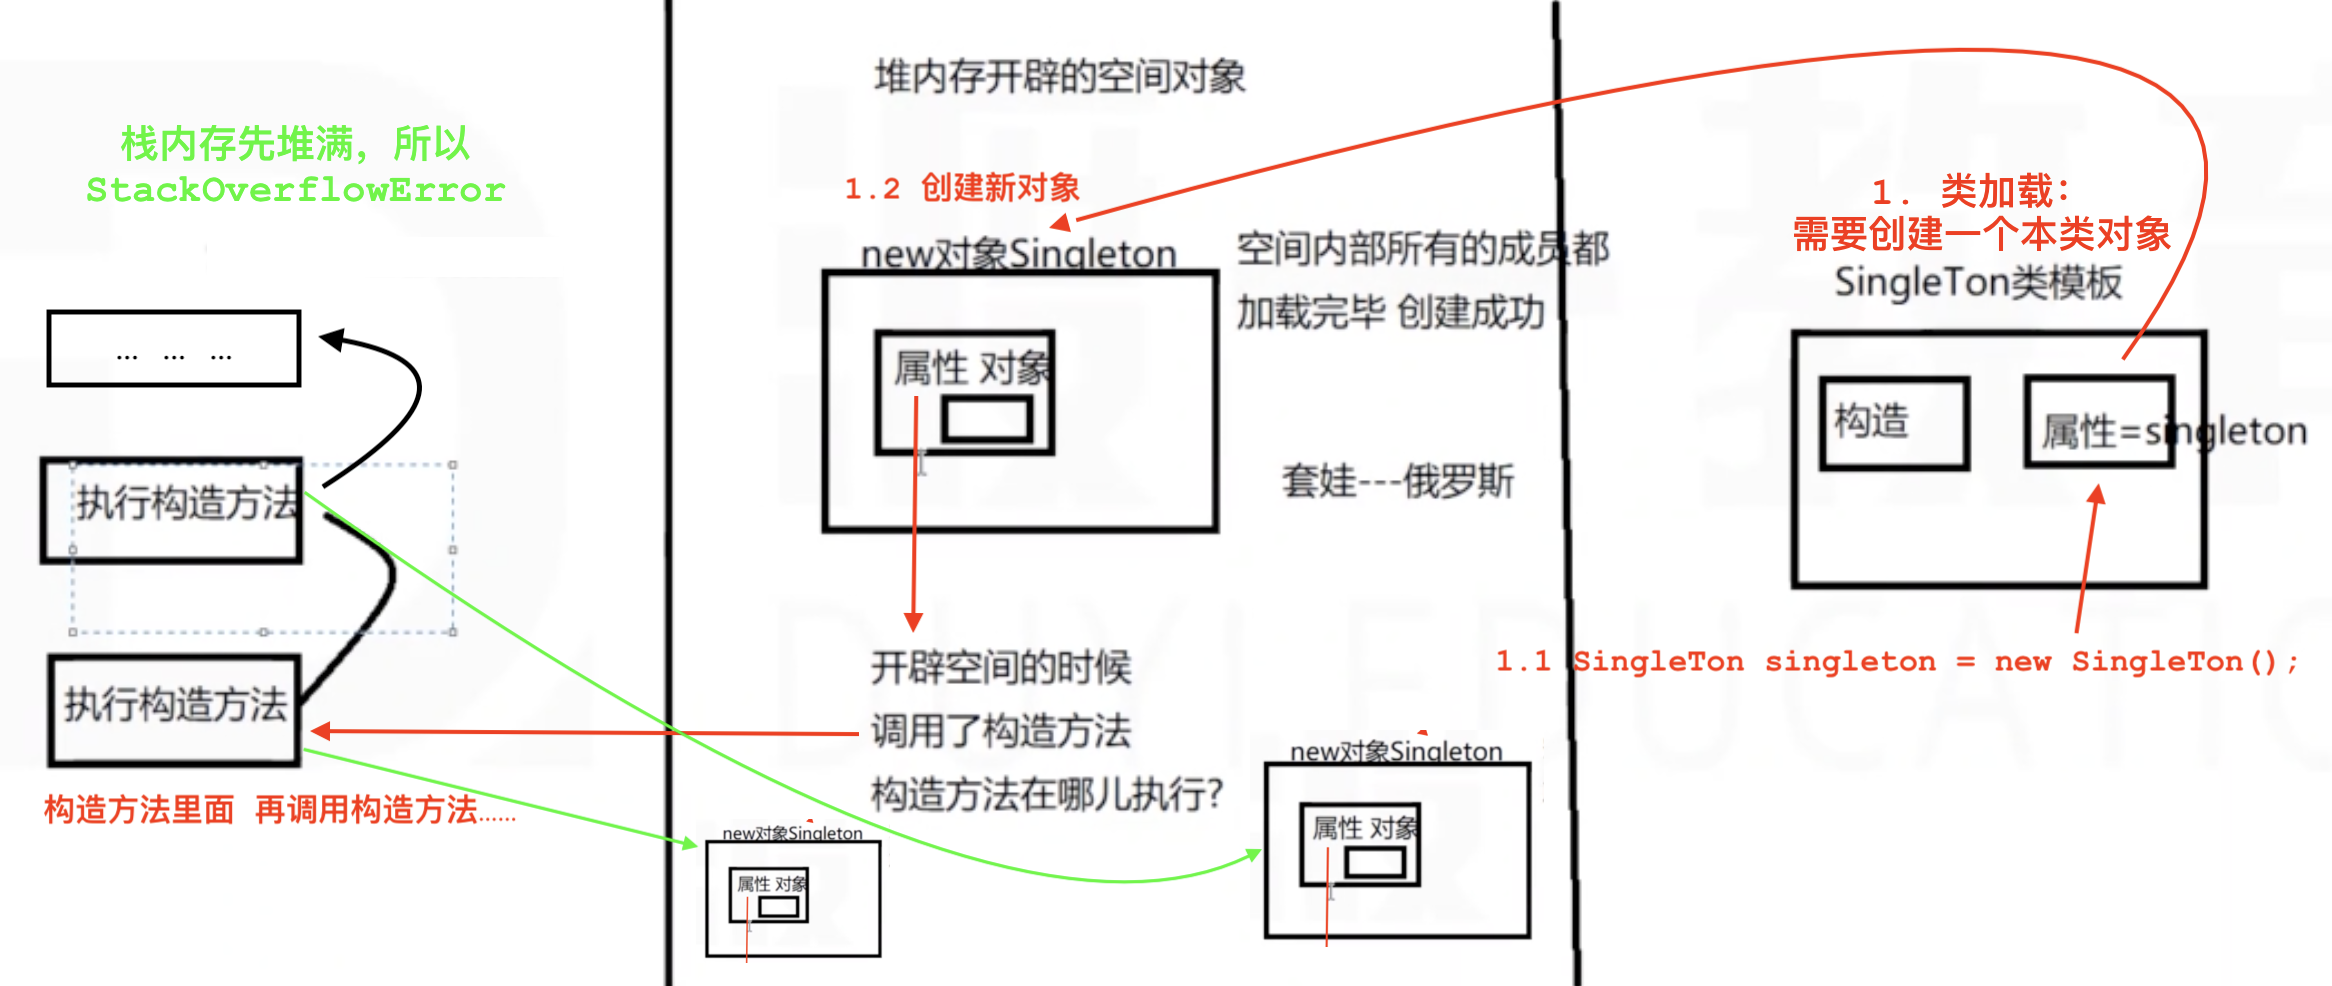 栈内存先堆满，所以
StackOverflowError
... ... ...
执行构造方法
执行构造方法
构造方法里面 再调用构造方法……
堆内存开辟的空间对象
1.2 创建新对象
new对象Singleton
空间内部所有的成员都
加载完毕 创建成功
属性 对象
套娃---俄罗斯
开辟空间的时候
调用了构造方法
构造方法在哪儿执行?
new对象Singleton
属性 对象
new对象Singleton
属性 对象
1. 类加载：
需要创建一个本类对象
SingleTon类模板
构造
属性=singleton
1.1 SingleTon singleton = new SingleTon();
DUYI EDUCATIO